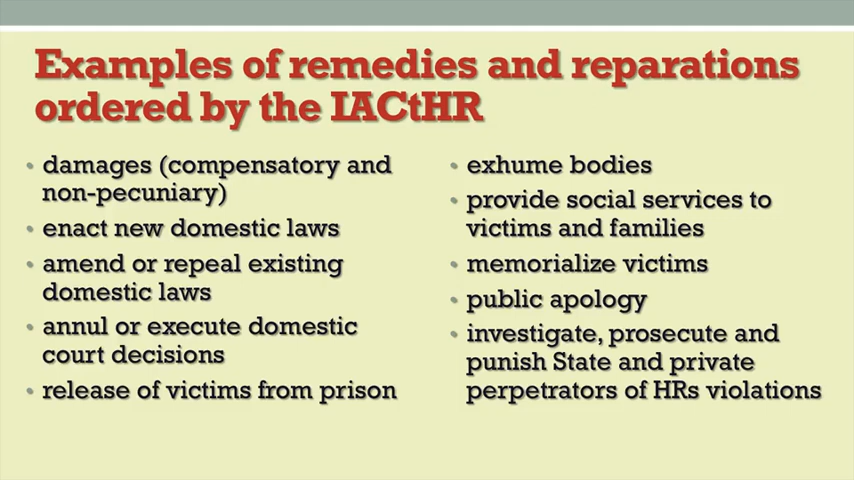 Examples of remedies and reparations
ordered by the IACtHR
• damages (compensatory and
non-pecuniary)
• enact new domestic laws
• amend or repeal existing
domestic laws
• annul or execute domestic
court decisions
• release of victims from prison
• exhume bodies
• provide social services to
victims and families
• memorialize victims
• public apology
• investigate, prosecute and
punish State and private
perpetrators of HRs violations